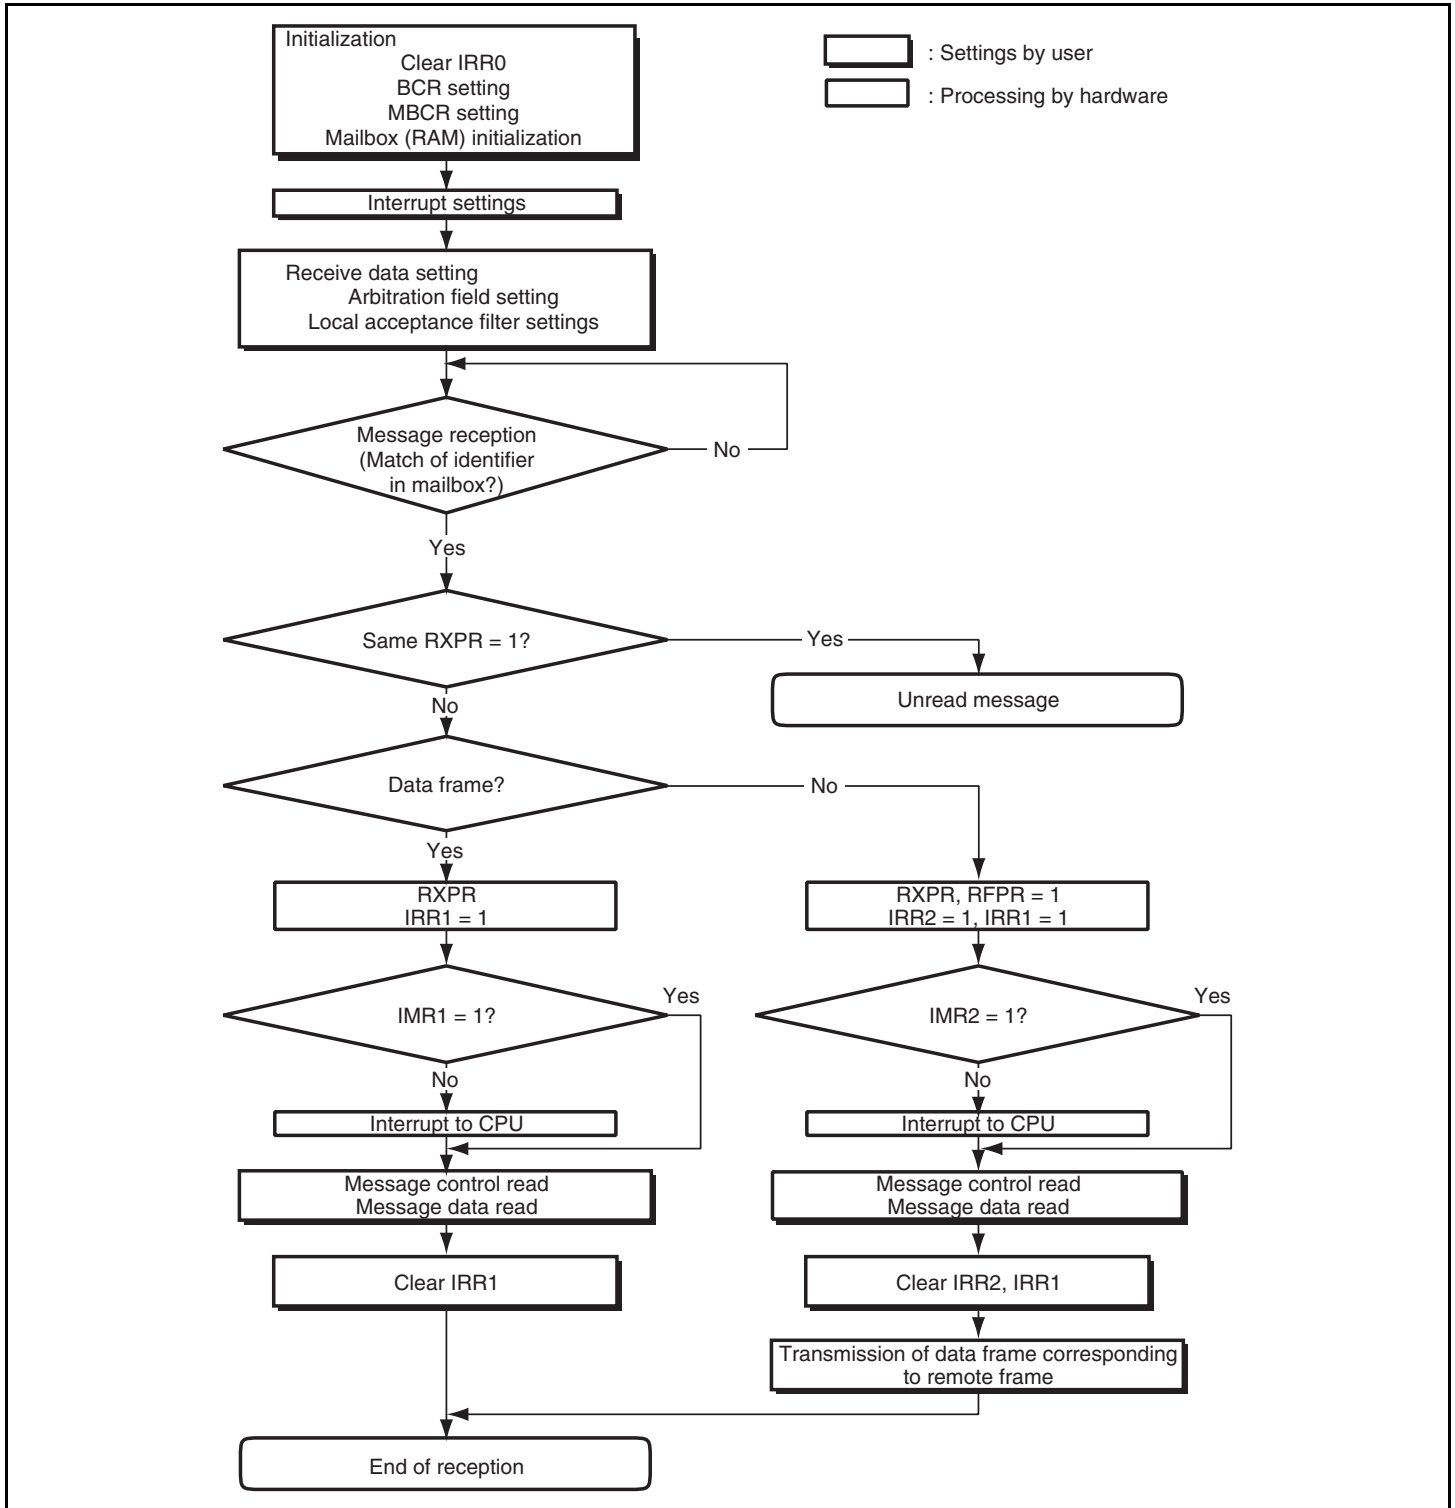 Initialization
Clear IRR0
BCR setting
MBCR setting
Mailbox (RAM) initialization
: Settings by user
: Processing by hardware
Interrupt settings
Receive data setting
Arbitration field setting
Local acceptance filter settings
Message reception
(Match of identifier
in mailbox?)
No
Yes
Same RXPR = 1?
Yes
Unread message
No
Data frame?
No
Yes
RXPR
IRR1 = 1
RXPR, RFPR = 1
IRR2 = 1, IRR1 = 1
IMR1 = 1?
Yes
IMR2 = 1?
Yes
No
No
Interrupt to CPU
Interrupt to CPU
Message control read
Message data read
Message control read
Message data read
Clear IRR1
Clear IRR2, IRR1
Transmission of data frame corresponding
to remote frame
End of reception